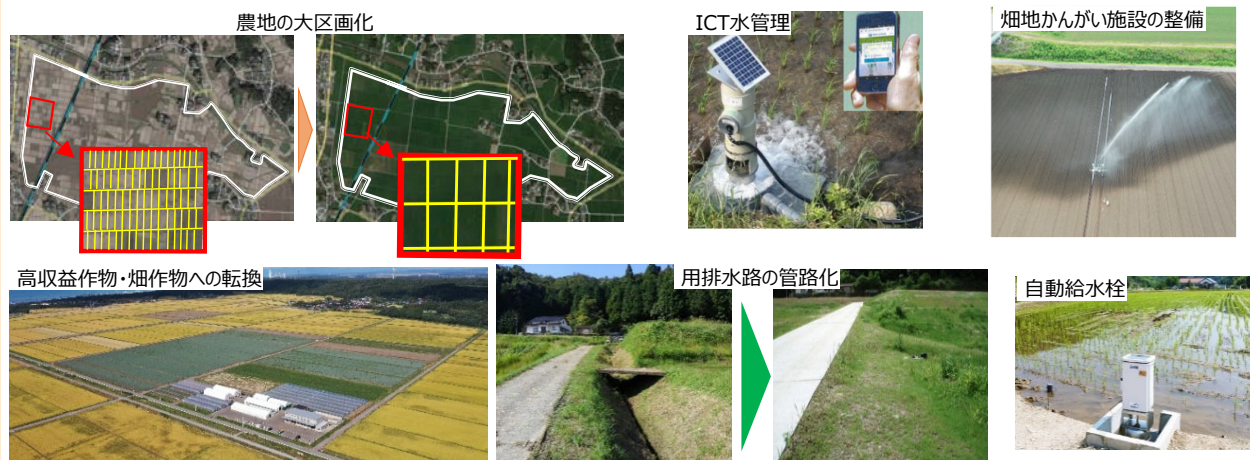 農地の大区画化
ICT水管理
畑地かんがい施設の整備
高収益作物・畑作物への転換
用排水路の管路化
自動給水栓